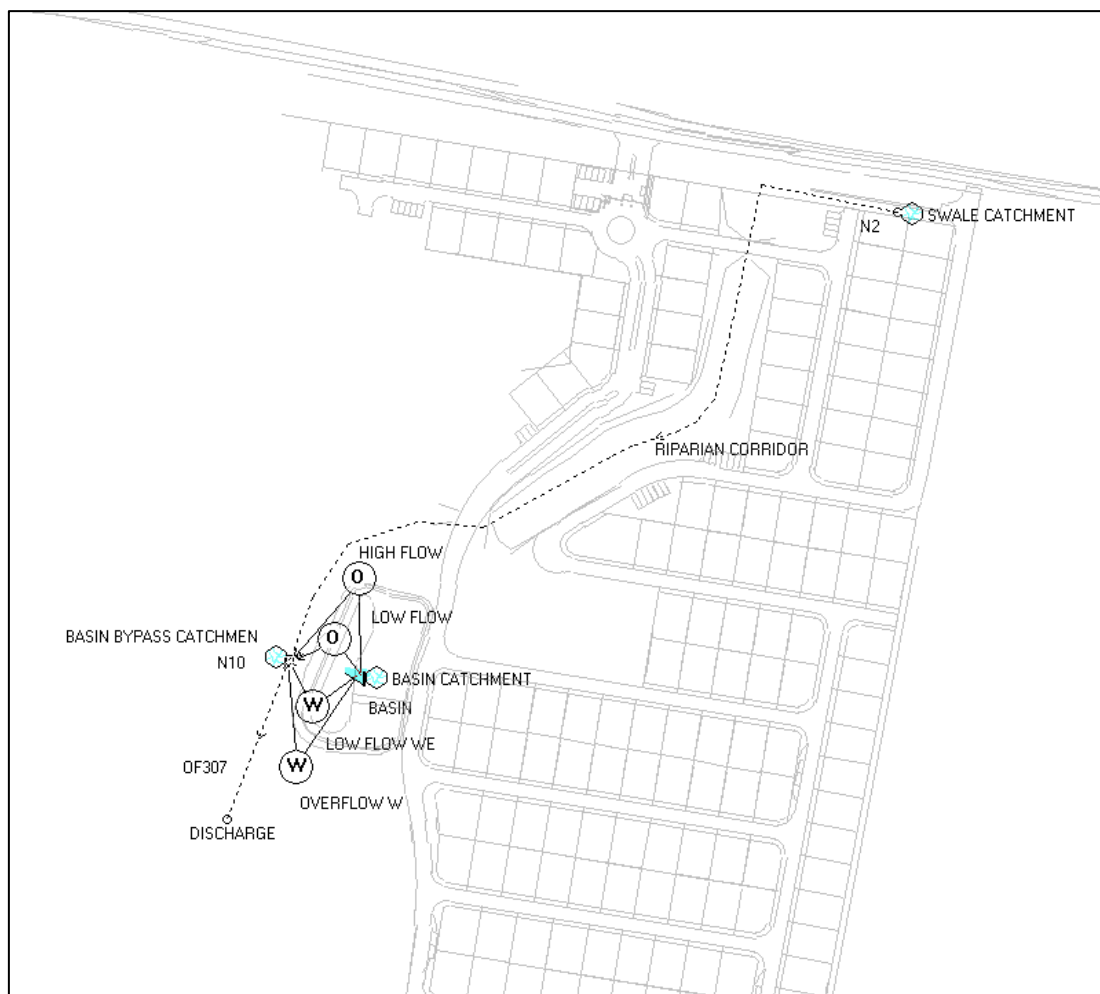 SWALE CATCHMENT
N2
RIPARIAN CORRIDOR
HIGH FLOW
O
LOW FLOW
O
BASIN BYPASS CATCHMEN
N10
BASIN CATCHMENT
W
BASIN
LOW FLOW WE
W
OF307
OVERFLOW W
DISCHARGE